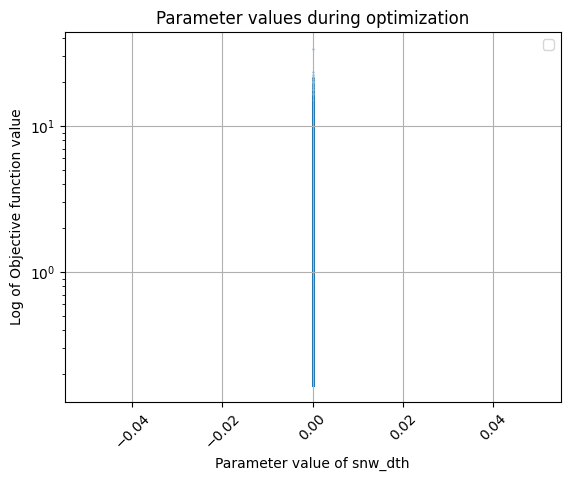 Parameter values during optimization
Log of Objective function value
10¹
10⁰
−0.04
−0.02
0.00
0.02
0.04
Parameter value of snw_dth